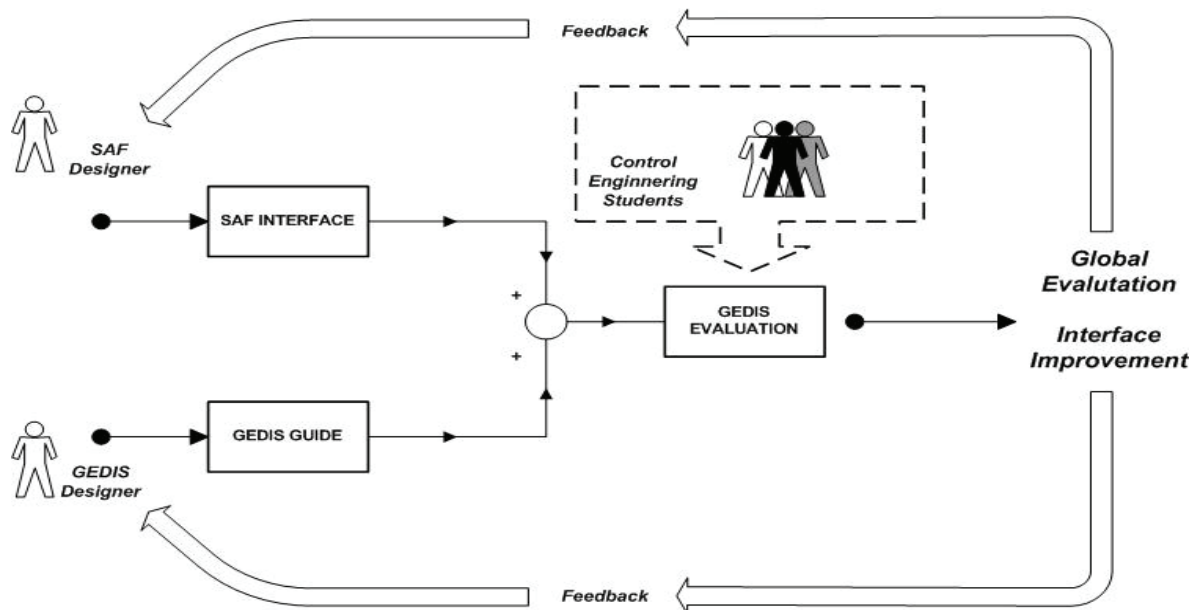 Feedback
SAF
Designer
Control
Enginnering
Students
SAF INTERFACE
Global
Evalutation
+
GEDIS
EVALUATION
+
Interface
Improvement
GEDIS GUIDE
GEDIS
Designer
Feedback